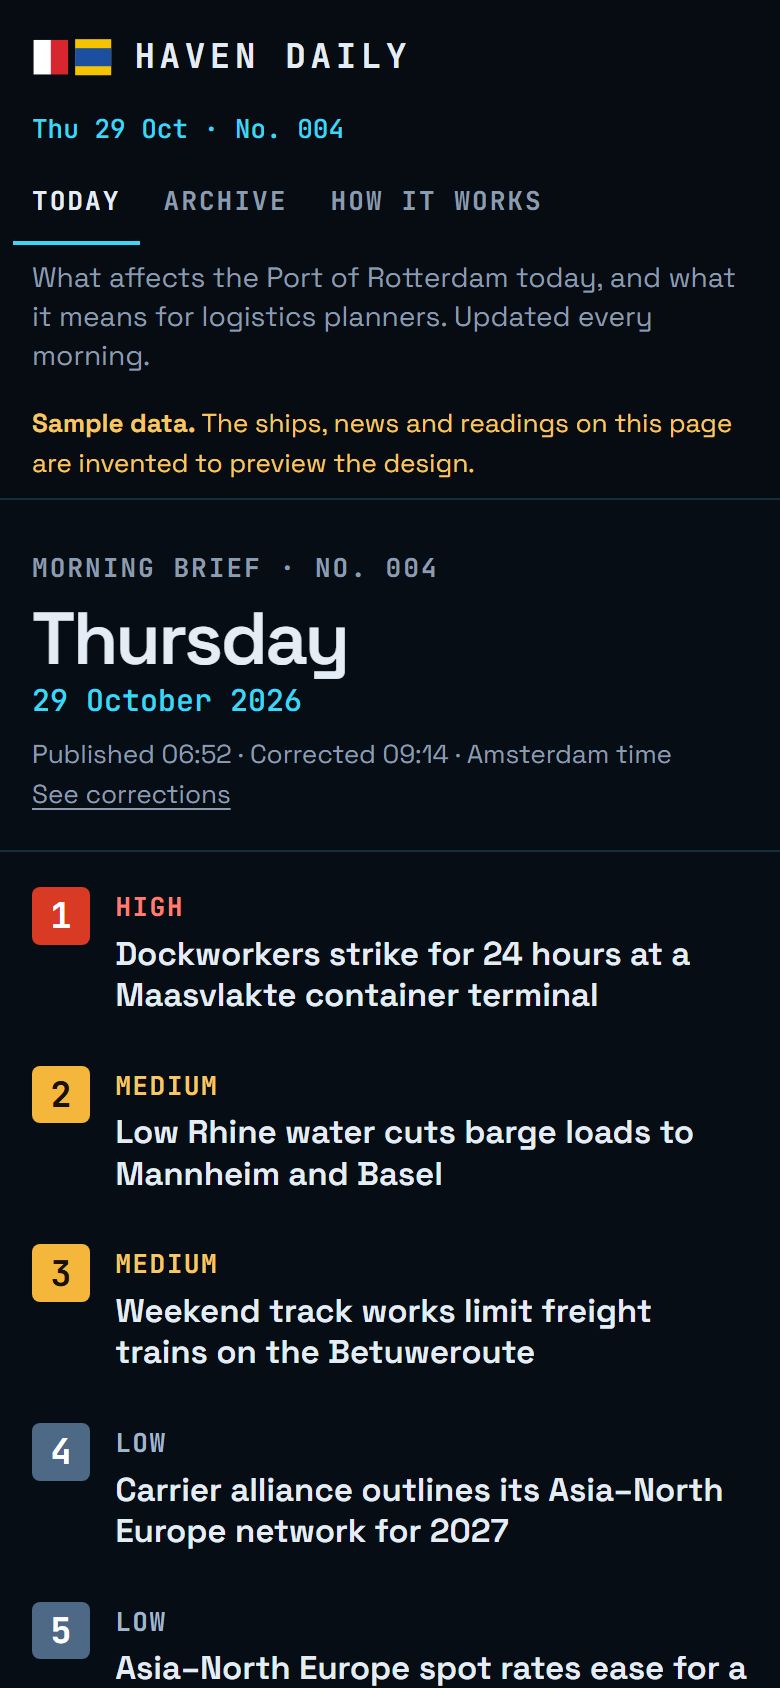 HAVEN DAILY
Thu 29 Oct · No. 004
TODAY ARCHIVE HOW IT WORKS
What affects the Port of Rotterdam today, and what
it means for logistics planners. Updated every
morning.
Sample data. The ships, news and readings on this page
are invented to preview the design.
MORNING BRIEF · NO. 004
Thursday
29 October 2026
Published 06:52 · Corrected 09:14 · Amsterdam time
See corrections
1 HIGH
Dockworkers strike for 24 hours at a
Maasvlakte container terminal
2 MEDIUM
Low Rhine water cuts barge loads to
Mannheim and Basel
3 MEDIUM
Weekend track works limit freight
trains on the Betuweroute
4 LOW
Carrier alliance outlines its Asia–North
Europe network for 2027
5 LOW
Asia–North Europe spot rates ease for a